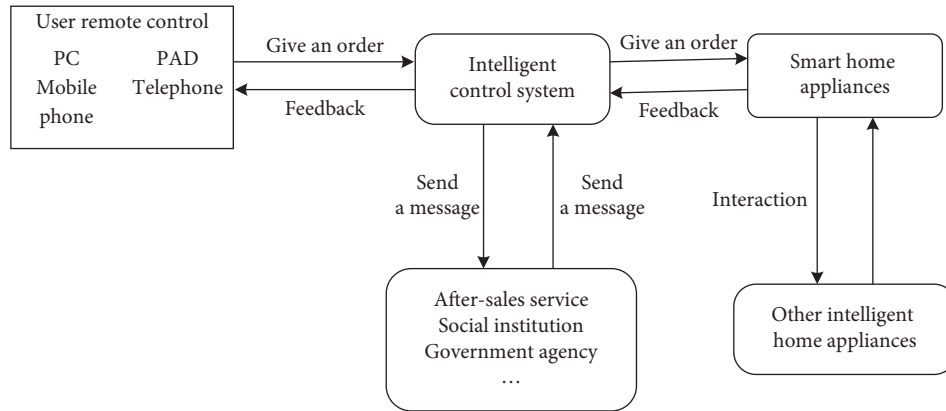 User remote control
PC
PAD
Mobile
phone
Telephone
Give an order
Feedback
Intelligent
control system
Give an order
Feedback
Smart home
appliances
Send
a message
Send
a message
Interaction
After-sales service
Social institution
Government agency
…
Other intelligent
home appliances